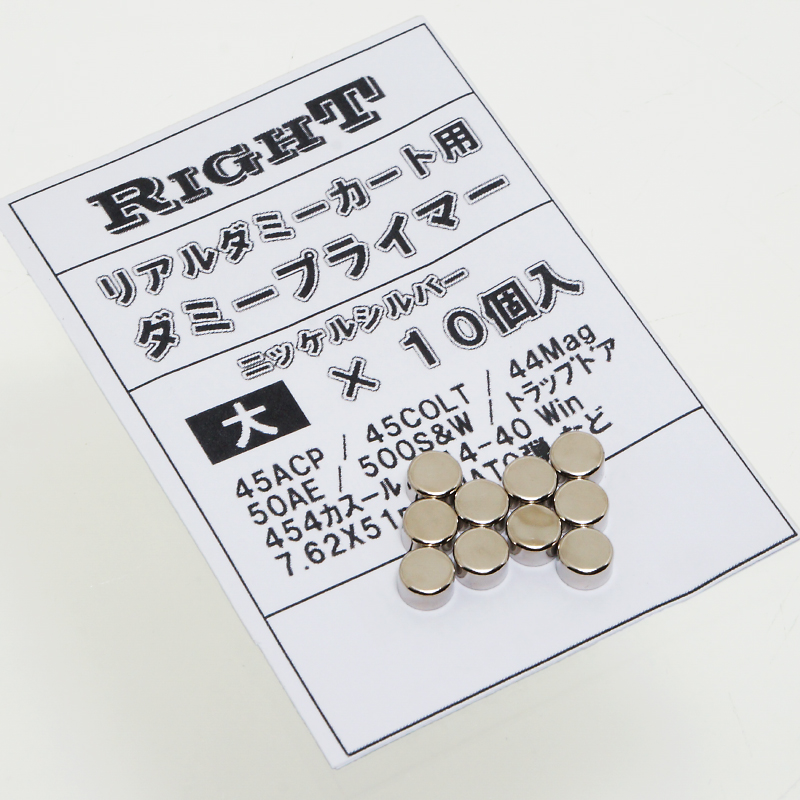 RIGHT
リアルダミーカート用
ダミープライマー
ニッケルシルバー
大 × 10個入
45ACP / 45COLT / 44Mag
50AE / 500S&W / トラップドア
454カスール 4-40 Win
7.62X51 など